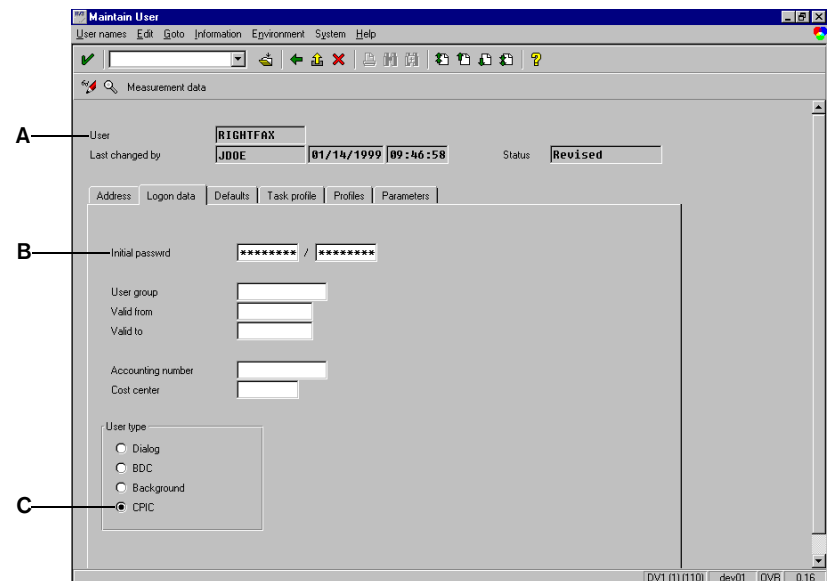 Maintain User
User names Edit Goto Information Environment System Help
Measurement data
A
User RIGHTFAX
Last changed by JDOE 01/14/1999 09:46:58 Status Revised
Address Logon data Defaults Task profile Profiles Parameters
B
Initial passwrd ******** / ********
User group
Valid from
Valid to
Accounting number
Cost center
User type
Dialog
BDC
Background
C
CPIC
DV1 (1) (110) dev01 OVR 0.16